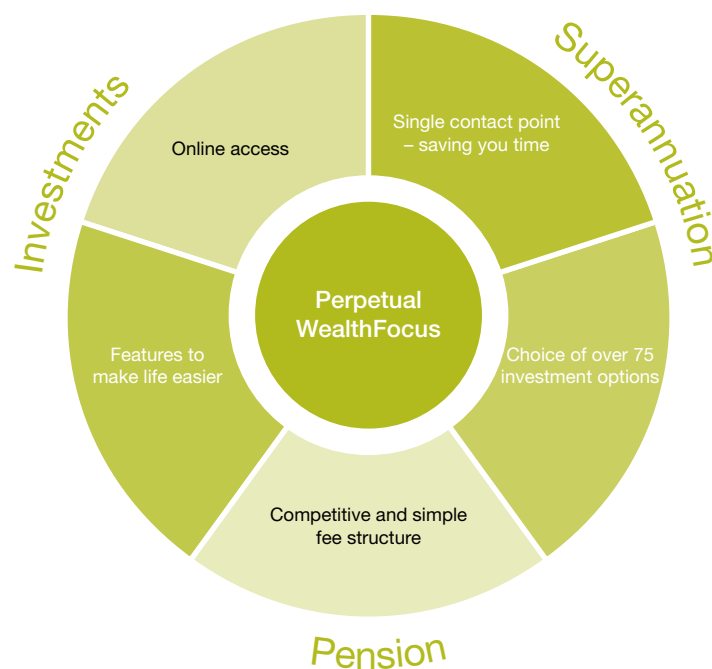 Investments
Superannuation
Online access
Single contact point
– saving you time
Perpetual
WealthFocus
Features to
make life easier
Choice of over 75
investment options
Competitive and simple
fee structure
Pension